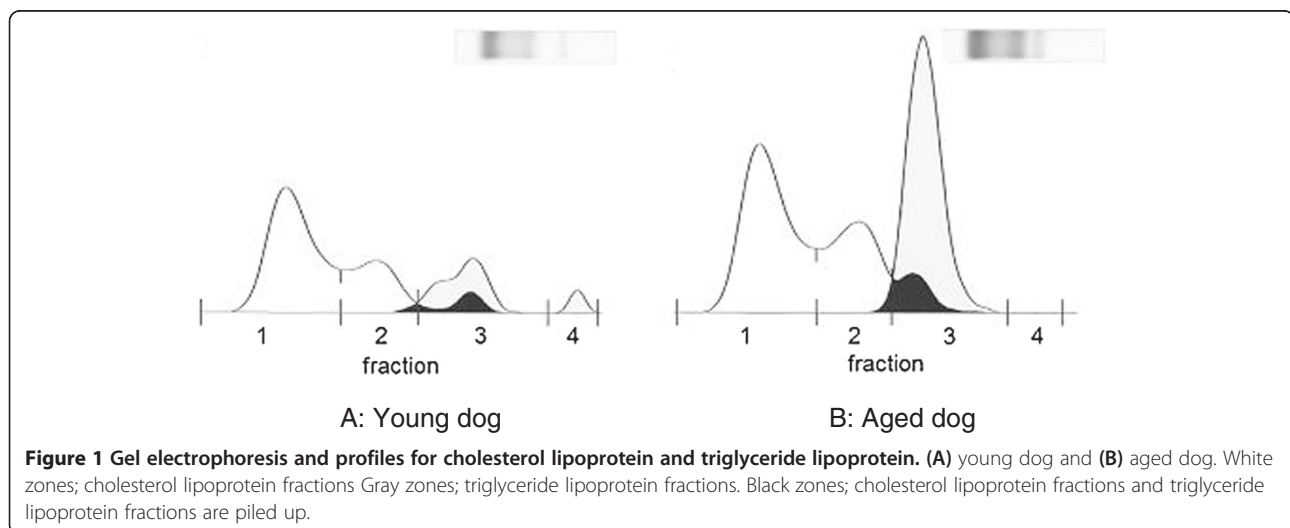 1 2 3 4
fraction
A: Young dog
1 2 3 4
fraction
B: Aged dog
Figure 1 Gel electrophoresis and profiles for cholesterol lipoprotein and triglyceride lipoprotein. (A) young dog and (B) aged dog. White
zones; cholesterol lipoprotein fractions Gray zones; triglyceride lipoprotein fractions. Black zones; cholesterol lipoprotein fractions and triglyceride
lipoprotein fractions are piled up.